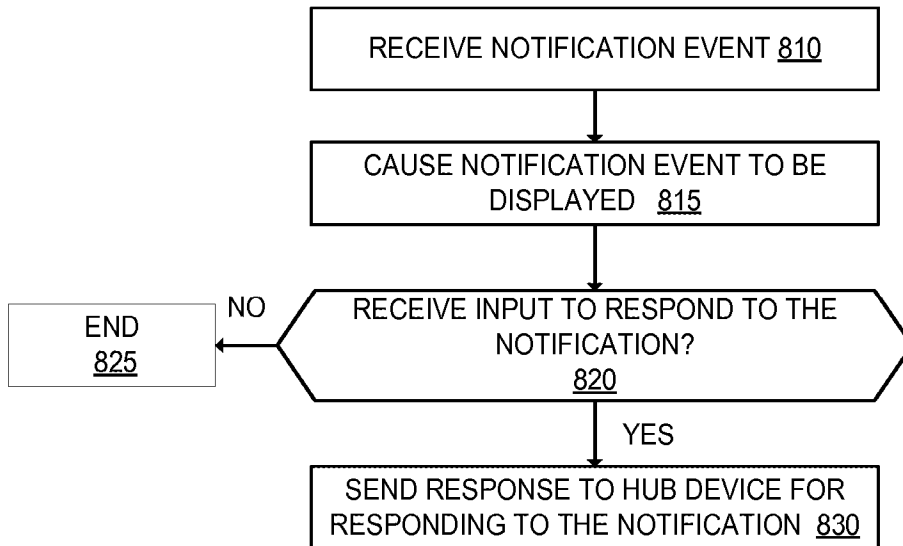 RECEIVE NOTIFICATION EVENT 810
CAUSE NOTIFICATION EVENT TO BE
DISPLAYED 815
RECEIVE INPUT TO RESPOND TO THE
NOTIFICATION?
820
NO
END
825
YES
SEND RESPONSE TO HUB DEVICE FOR
RESPONDING TO THE NOTIFICATION 830